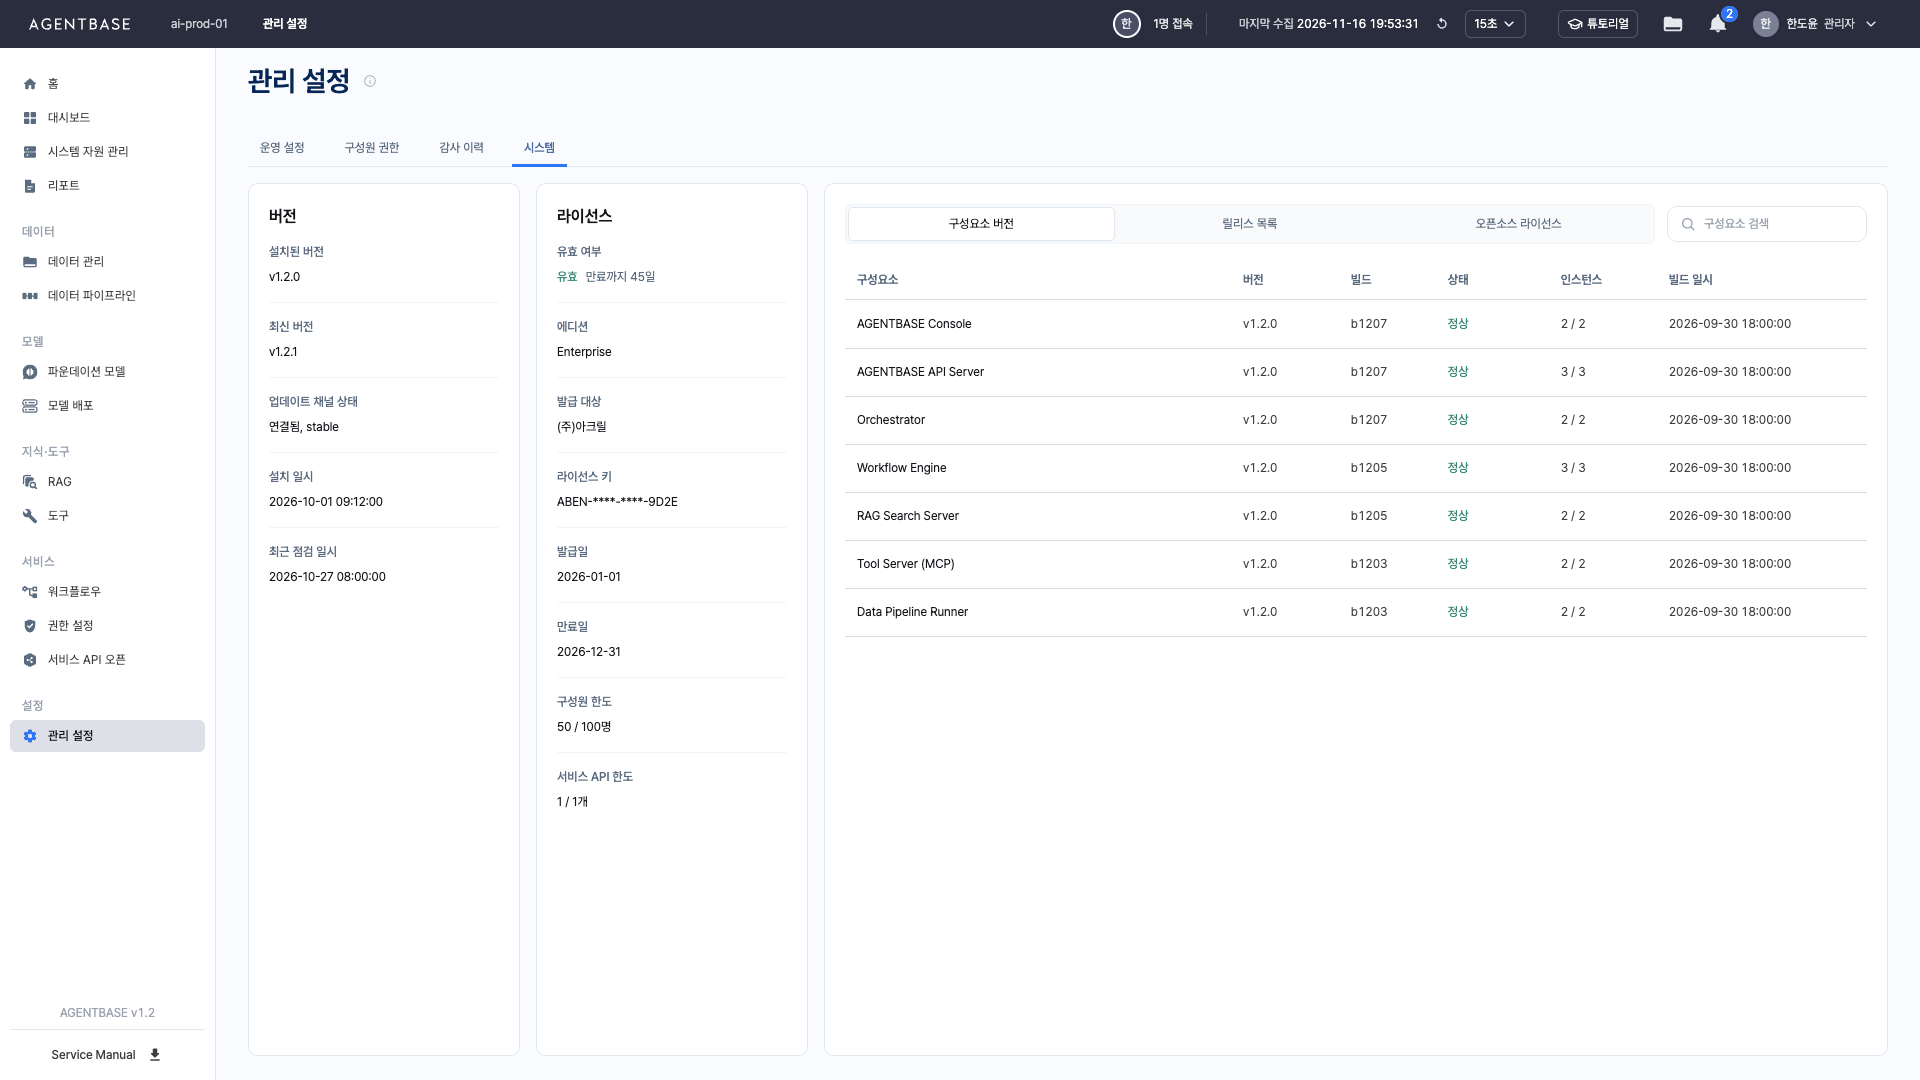 AGENTBASE
ai-prod-01
관리 설정
한
1명 접속
마지막 수집 2026-11-16 19:53:31
15초
튜토리얼
2
한
한도윤 관리자
홈
대시보드
시스템 자원 관리
리포트
데이터
데이터 관리
데이터 파이프라인
모델
파운데이션 모델
모델 배포
지식·도구
RAG
도구
서비스
워크플로우
권한 설정
서비스 API 오픈
설정
관리 설정
AGENTBASE v1.2
Service Manual
관리 설정
운영 설정
구성원 권한
감사 이력
시스템
버전
설치된 버전
v1.2.0
최신 버전
v1.2.1
업데이트 채널 상태
연결됨, stable
설치 일시
2026-10-01 09:12:00
최근 점검 일시
2026-10-27 08:00:00
라이선스
유효 여부
유효 만료까지 45일
에디션
Enterprise
발급 대상
(주)아크릴
라이선스 키
ABEN-****-****-9D2E
발급일
2026-01-01
만료일
2026-12-31
구성원 한도
50 / 100명
서비스 API 한도
1 / 1개
구성요소 버전
릴리스 목록
오픈소스 라이선스
구성요소 검색
구성요소 버전 빌드 상태 인스턴스 빌드 일시
AGENTBASE Console v1.2.0 b1207 정상 2 / 2 2026-09-30 18:00:00
AGENTBASE API Server v1.2.0 b1207 정상 3 / 3 2026-09-30 18:00:00
Orchestrator v1.2.0 b1207 정상 2 / 2 2026-09-30 18:00:00
Workflow Engine v1.2.0 b1205 정상 3 / 3 2026-09-30 18:00:00
RAG Search Server v1.2.0 b1205 정상 2 / 2 2026-09-30 18:00:00
Tool Server (MCP) v1.2.0 b1203 정상 2 / 2 2026-09-30 18:00:00
Data Pipeline Runner v1.2.0 b1203 정상 2 / 2 2026-09-30 18:00:00